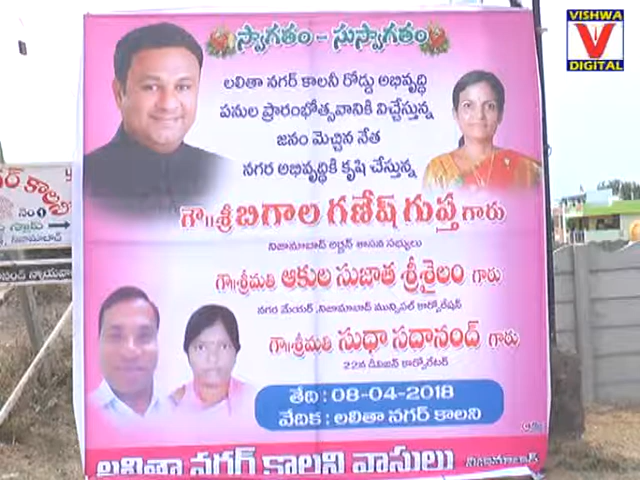 స్వాగతం - సుస్వాగతం
VISHWA
V
DIGITAL
లలితా నగర్ కాలనీ రోడ్డు అభివృద్ధి
పనుల ప్రారంభోత్సవానికి విచ్చేస్తున్న
జనం మెచ్చిన నేత
నగర అభివృద్ధికి కృషి చేస్తున్న
గౌ॥శ్రీ బిగాల గణేష్ గుప్త గారు
నిజామాబాద్ అర్బన్ శాసన సభ్యులు
గౌ॥శ్రీమతి ఆకుల సుజాత శ్రీశైలం గారు
నగర మేయర్ ,నిజామాబాద్ మున్సిపల్ కార్పోరేషన్
గౌ॥శ్రీమతి సుధా సదానంద్ గారు
22వ డివిజన్ కార్పోరేటర్
తేది : 08-04-2018
వేదిక : లలితా నగర్ కాలని
లలితా నగర్ కాలని వాసులు నిజామాబాద్